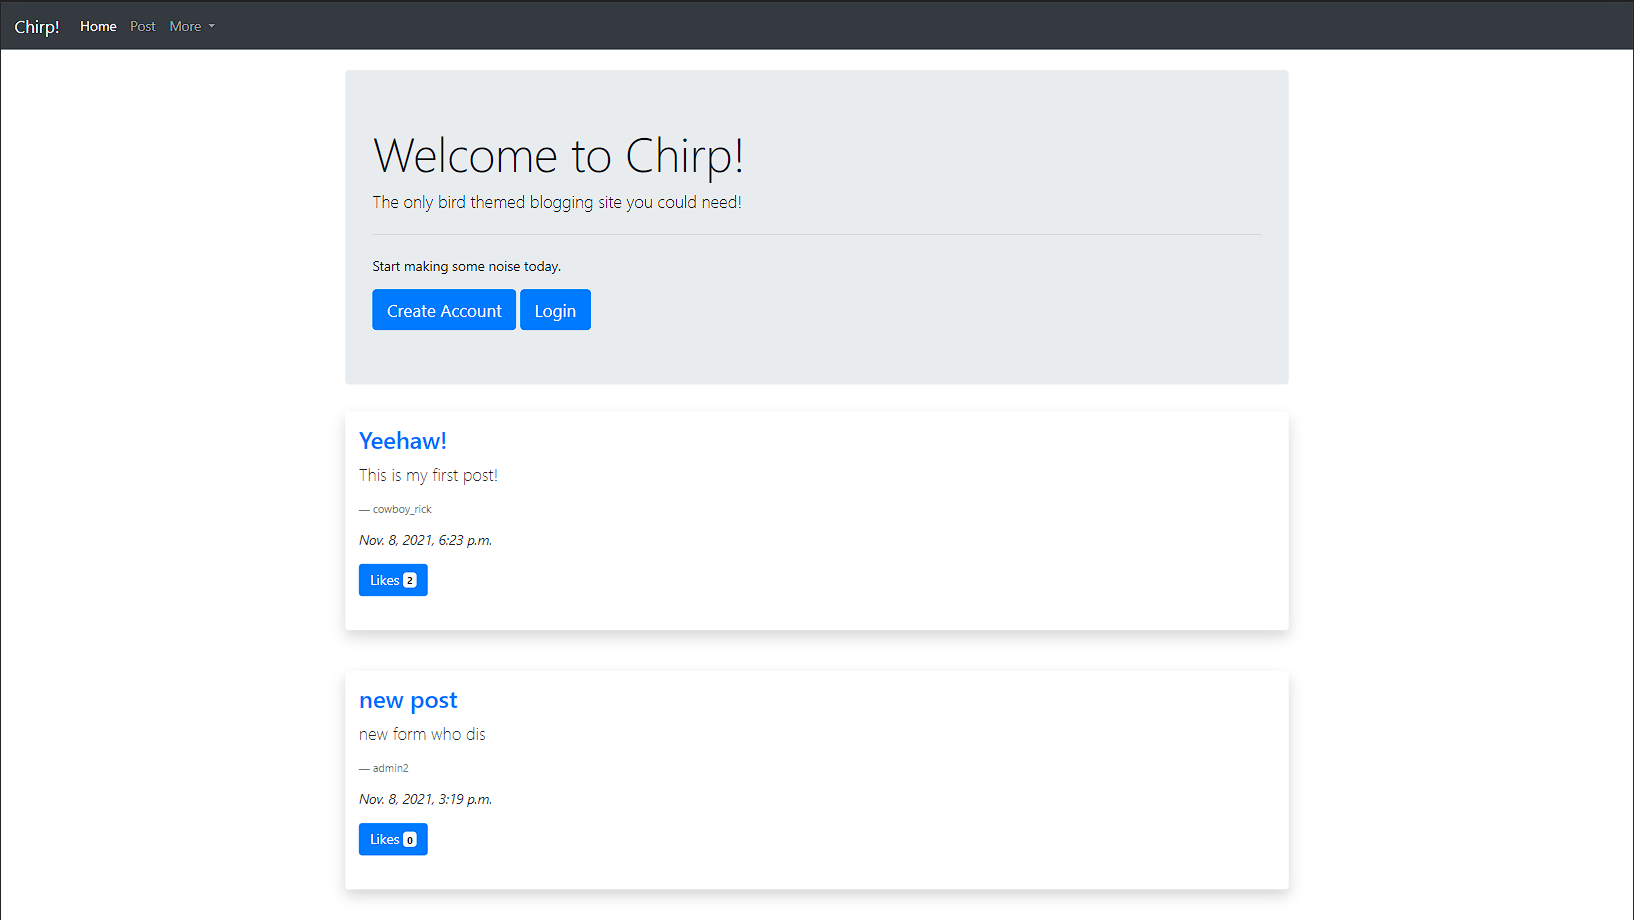 Chirp! Home Post More
Welcome to Chirp!
The only bird themed blogging site you could need!
Start making some noise today.
Create Account Login
Yeehaw!
This is my first post!
— cowboy_rick
Nov. 8, 2021, 6:23 p.m.
Likes 2
new post
new form who dis
— admin2
Nov. 8, 2021, 3:19 p.m.
Likes 0